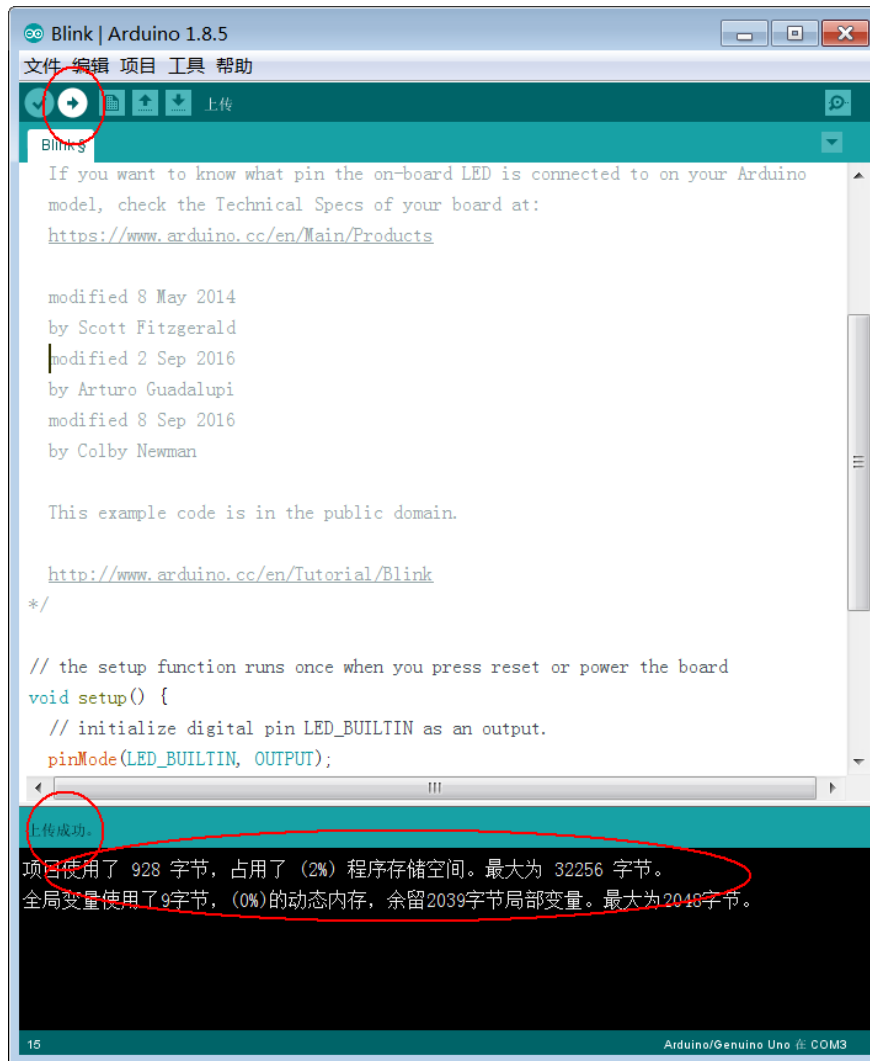 Blink | Arduino 1.8.5
文件 编辑 项目 工具 帮助
上传
Blink §
If you want to know what pin the on-board LED is connected to on your Arduino
model, check the Technical Specs of your board at:
https://www.arduino.cc/en/Main/Products
modified 8 May 2014
by Scott Fitzgerald
modified 2 Sep 2016
by Arturo Guadalupi
modified 8 Sep 2016
by Colby Newman
This example code is in the public domain.
http://www.arduino.cc/en/Tutorial/Blink
*/
// the setup function runs once when you press reset or power the board
void setup() {
// initialize digital pin LED_BUILTIN as an output.
pinMode(LED_BUILTIN, OUTPUT);
上传成功。
项目使用了 928 字节，占用了 (2%) 程序存储空间。最大为 32256 字节。
全局变量使用了9字节，(0%)的动态内存，余留2039字节局部变量。最大为2048字节。
15
Arduino/Genuino Uno 在 COM3